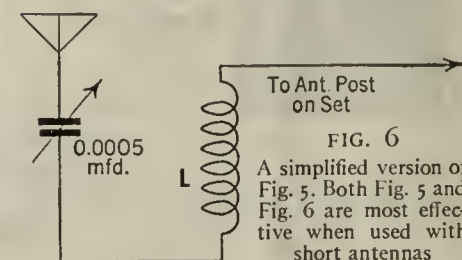 To Ant. Post
on Set
0.0005
mfd.
L
FIG. 6
A simplified version of
Fig. 5. Both Fig. 5 and
Fig. 6 are most effec-
tive when used with
short antennas